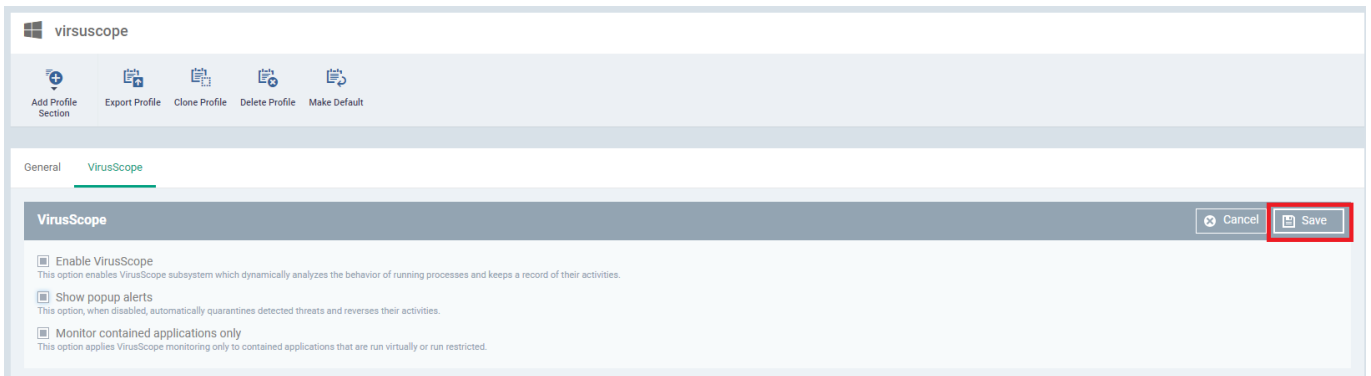 virsuscope
Add Profile
Section
Export Profile
Clone Profile
Delete Profile
Make Default
General
VirusScope
VirusScope
Cancel
Save
Enable VirusScope
This option enables VirusScope subsystem which dynamically analyzes the behavior of running processes and keeps a record of their activities.
Show popup alerts
This option, when disabled, automatically quarantines detected threats and reverses their activities.
Monitor contained applications only
This option applies VirusScope monitoring only to contained applications that are run virtually or run restricted.